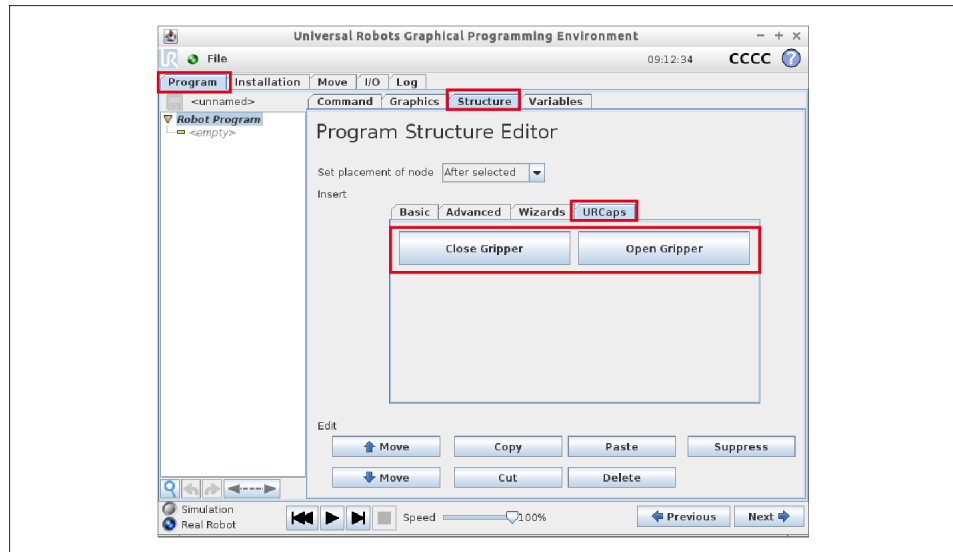 Universal Robots Graphical Programming Environment
UR File 09:12:34 CCCC ?
Program Installation Move I/O Log
<unnamed> Command Graphics Structure Variables
Robot Program
<empty>
Program Structure Editor
Set placement of node After selected
Insert
Basic Advanced Wizards URCaps
Close Gripper Open Gripper
Edit
Move Copy Paste Suppress
Move Cut Delete
Simulation
Real Robot
Speed 100%
Previous Next